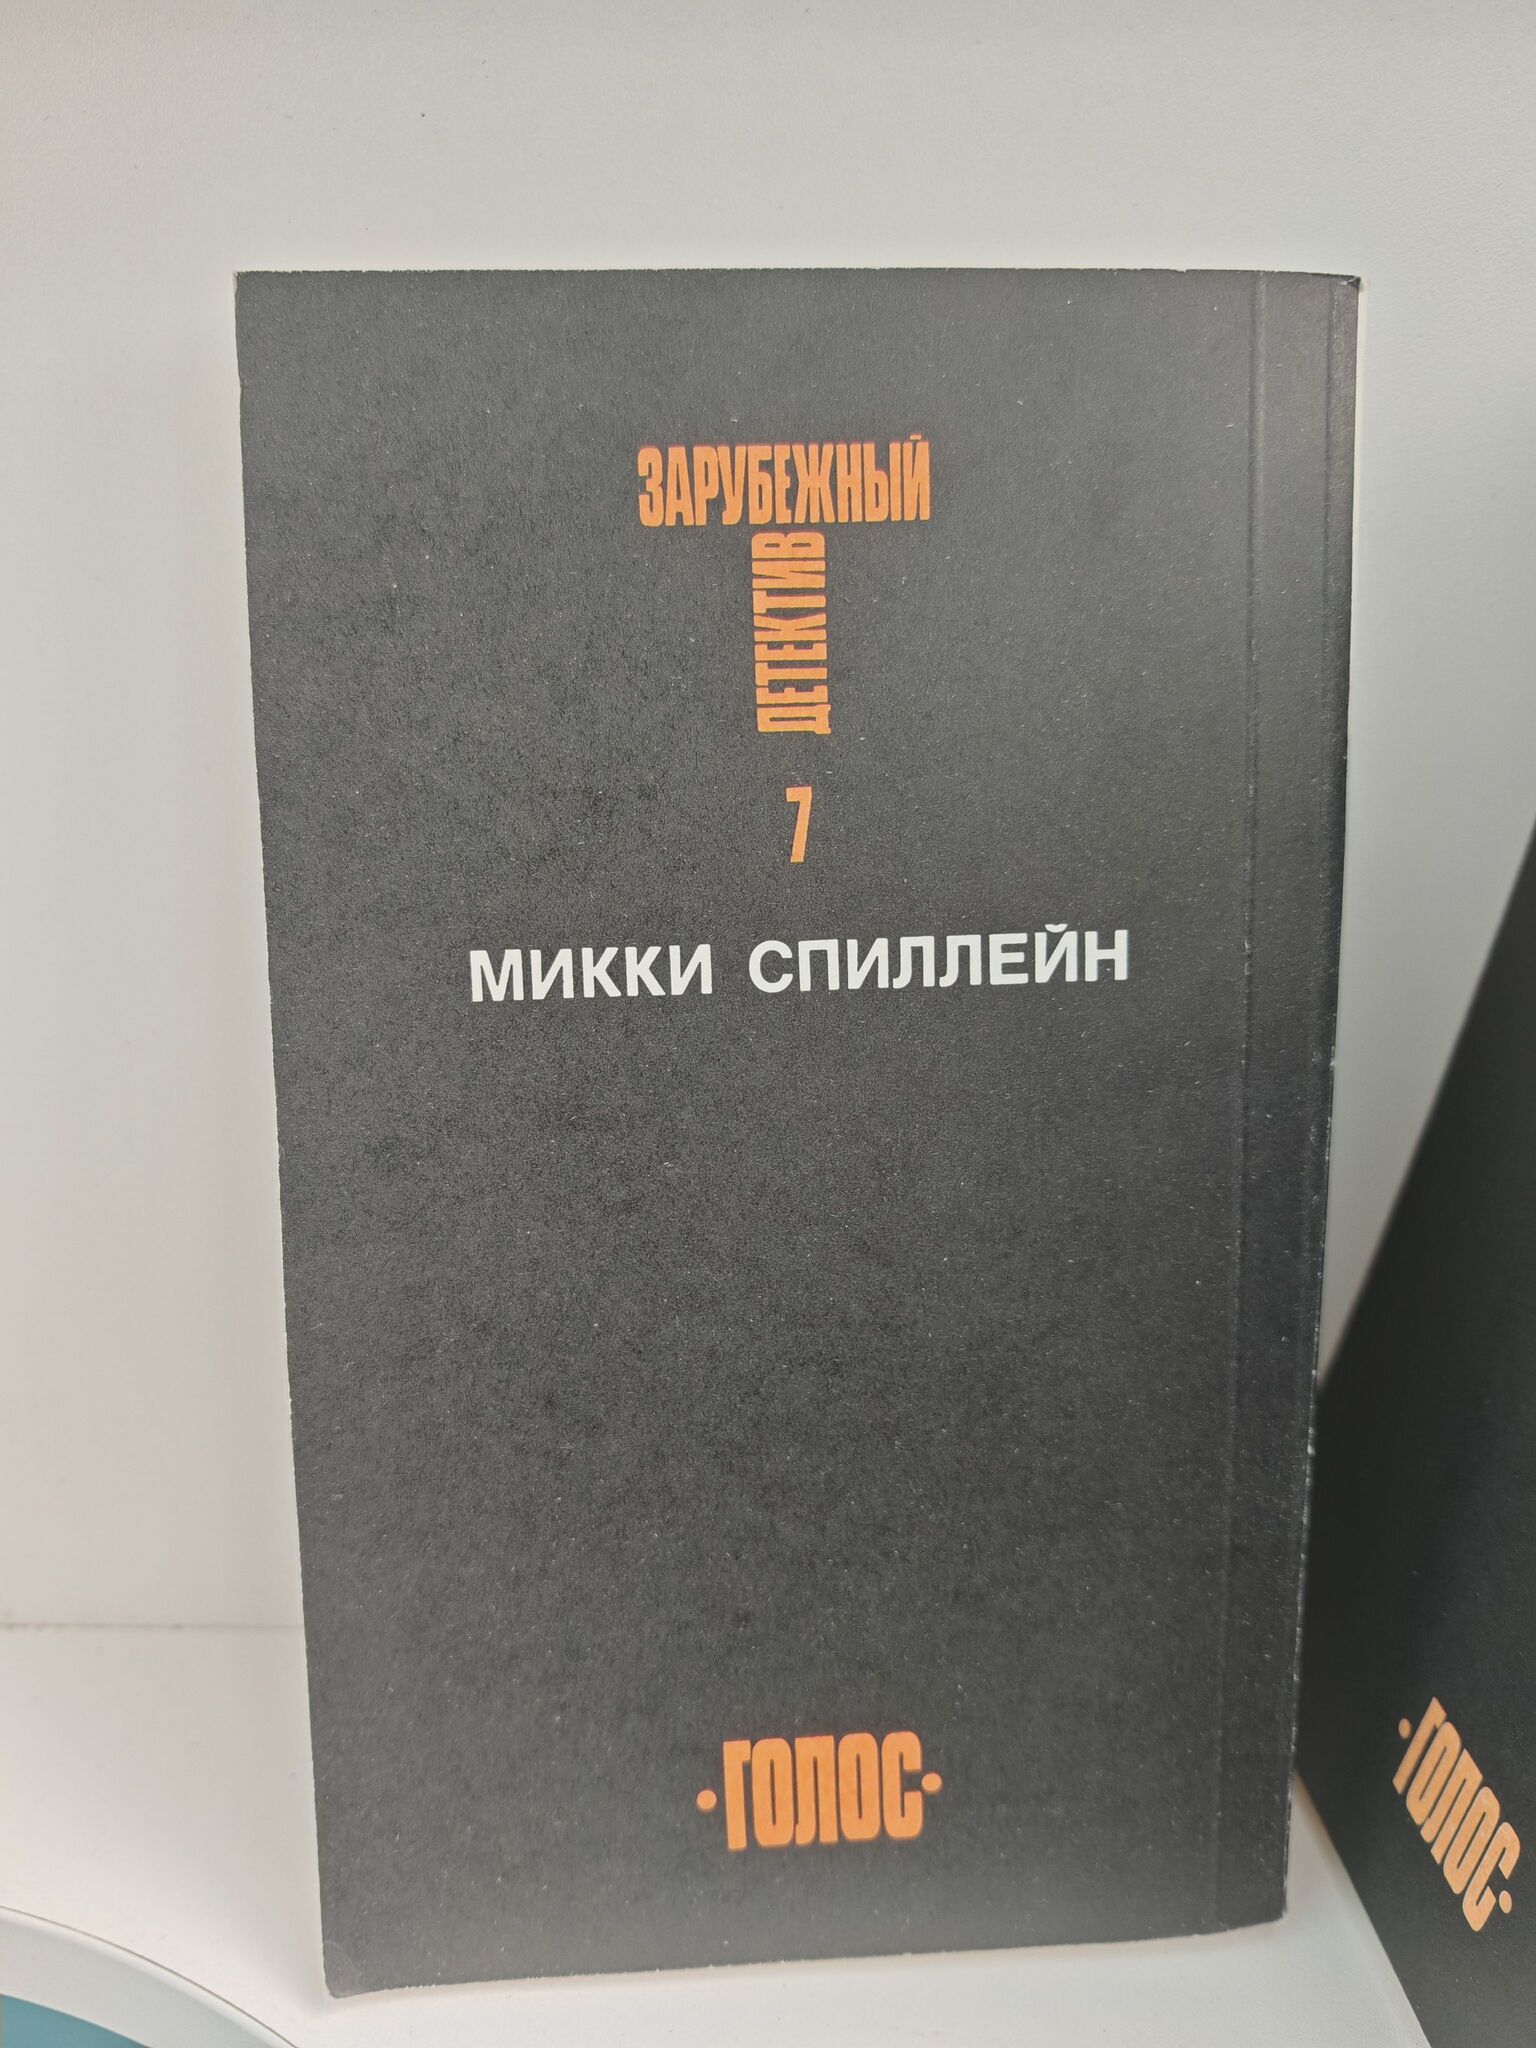 ЗАРУБЕЖНЫЙ
ДЕТЕКТИВ
7
МИККИ СПИЛЛЕЙН
·ГОЛОС·
·ГОЛОС·